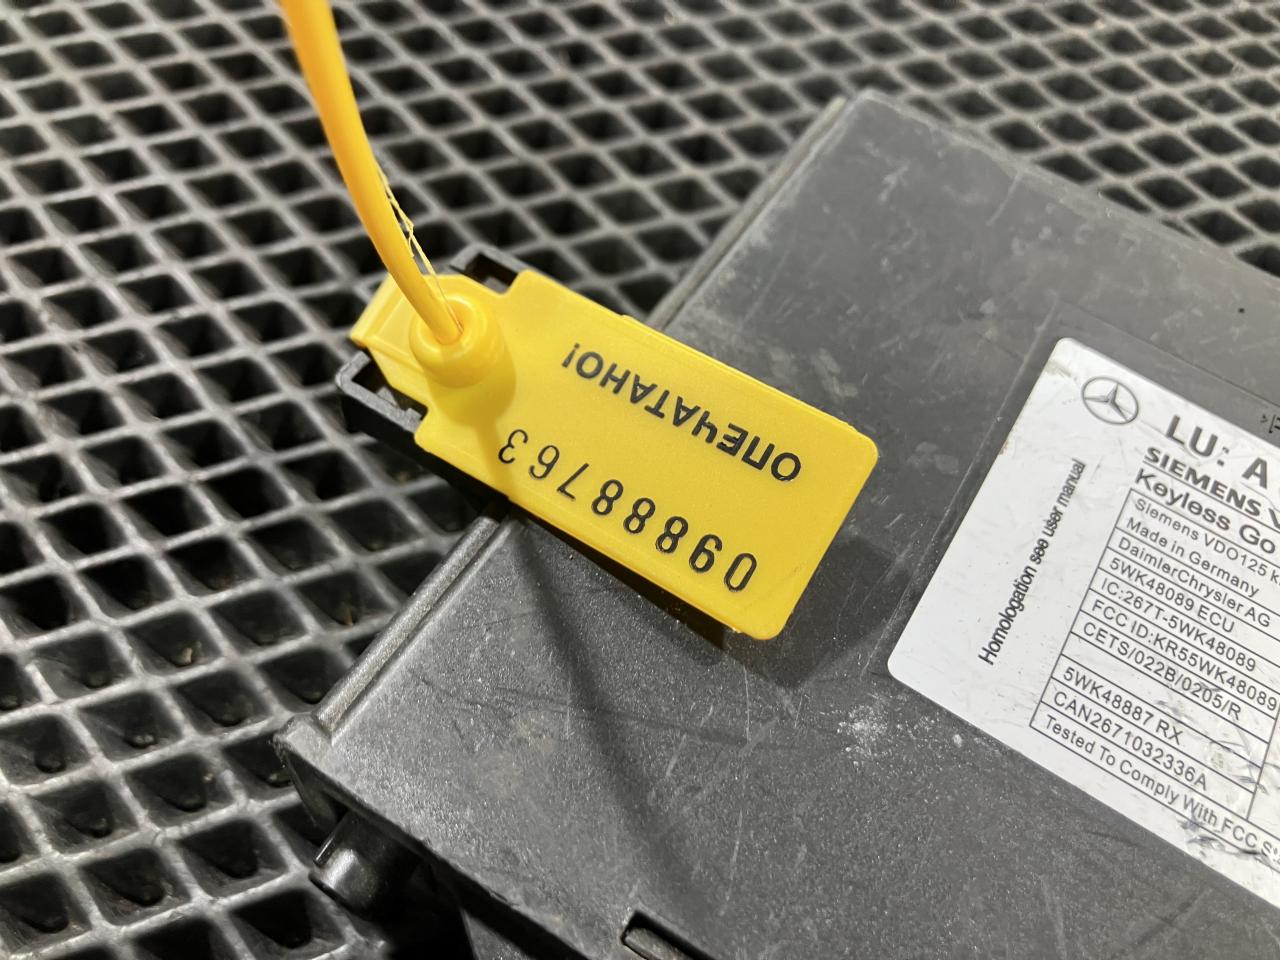 ОПЕЧАТАНО!
09888763
LU: A
SIEMENS
Keyless Go
Siemens VDO125 K
Made in Germany
DaimlerChrysler AG
5WK48089 ECU
IC:267T-5WK48089
FCC ID:KR55WK48089
CETS/022B/0205/R
5WK48887 RX
CAN2671032336A
Tested To Comply With FCC
Homologation see user manual